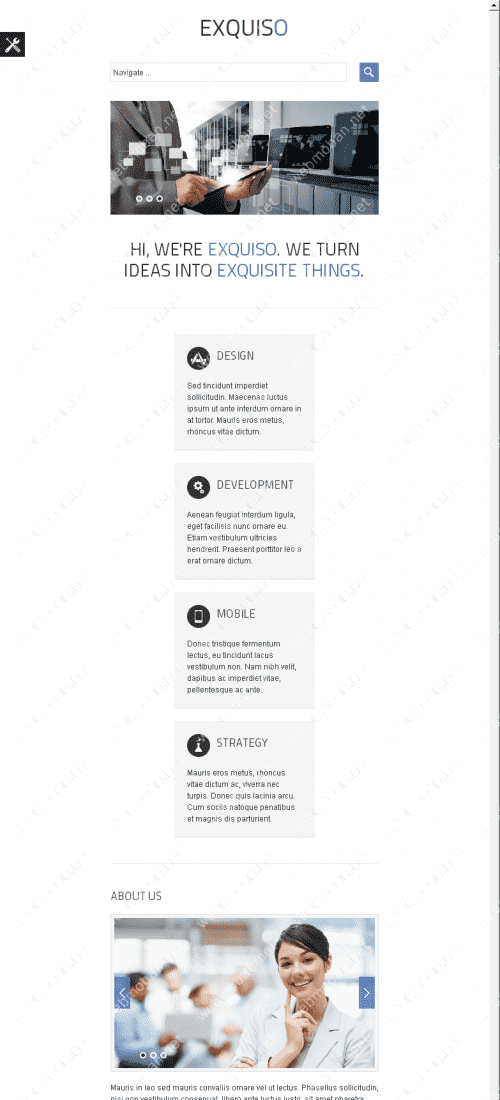 EXQUISO
Navigate ...
webmoran.net
HI, WE'RE EXQUISO. WE TURN
IDEAS INTO EXQUISITE THINGS.
DESIGN
Sed tincidunt imperdiet
sollicitudin. Maecenas luctus
ipsum ut ante interdum ornare in
at tortor. Mauris eros metus,
rhoncus vitae dictum.
DEVELOPMENT
Aenean feugiat interdum ligula,
eget facilisis nunc ornare eu.
Etiam vestibulum ultricies
hendrerit. Praesent porttitor leo a
erat ornare dictum.
MOBILE
Donec tristique fermentum
lectus, eu tincidunt lacus
vestibulum non. Nam nibh velit,
dapibus ac imperdiet vitae,
pellentesque ac ante.
STRATEGY
Mauris eros metus, rhoncus
vitae dictum ac, viverra nec
turpis. Donec quis lacinia arcu.
Cum sociis natoque penatibus
et magnis dis parturient.
ABOUT US
Mauris in leo sed mauris convallis ornare vel ut lectus. Phasellus sollicitudin,
nisi non vestibulum consequat, libero ante luctus justo, sit amet pharetra